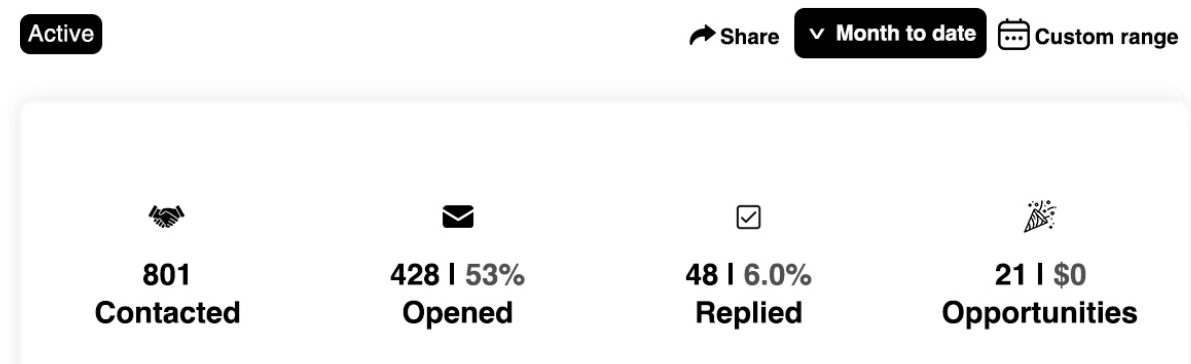 Active
Share
Month to date
Custom range
801
Contacted
428 | 53%
Opened
48 | 6.0%
Replied
21 | $0
Opportunities